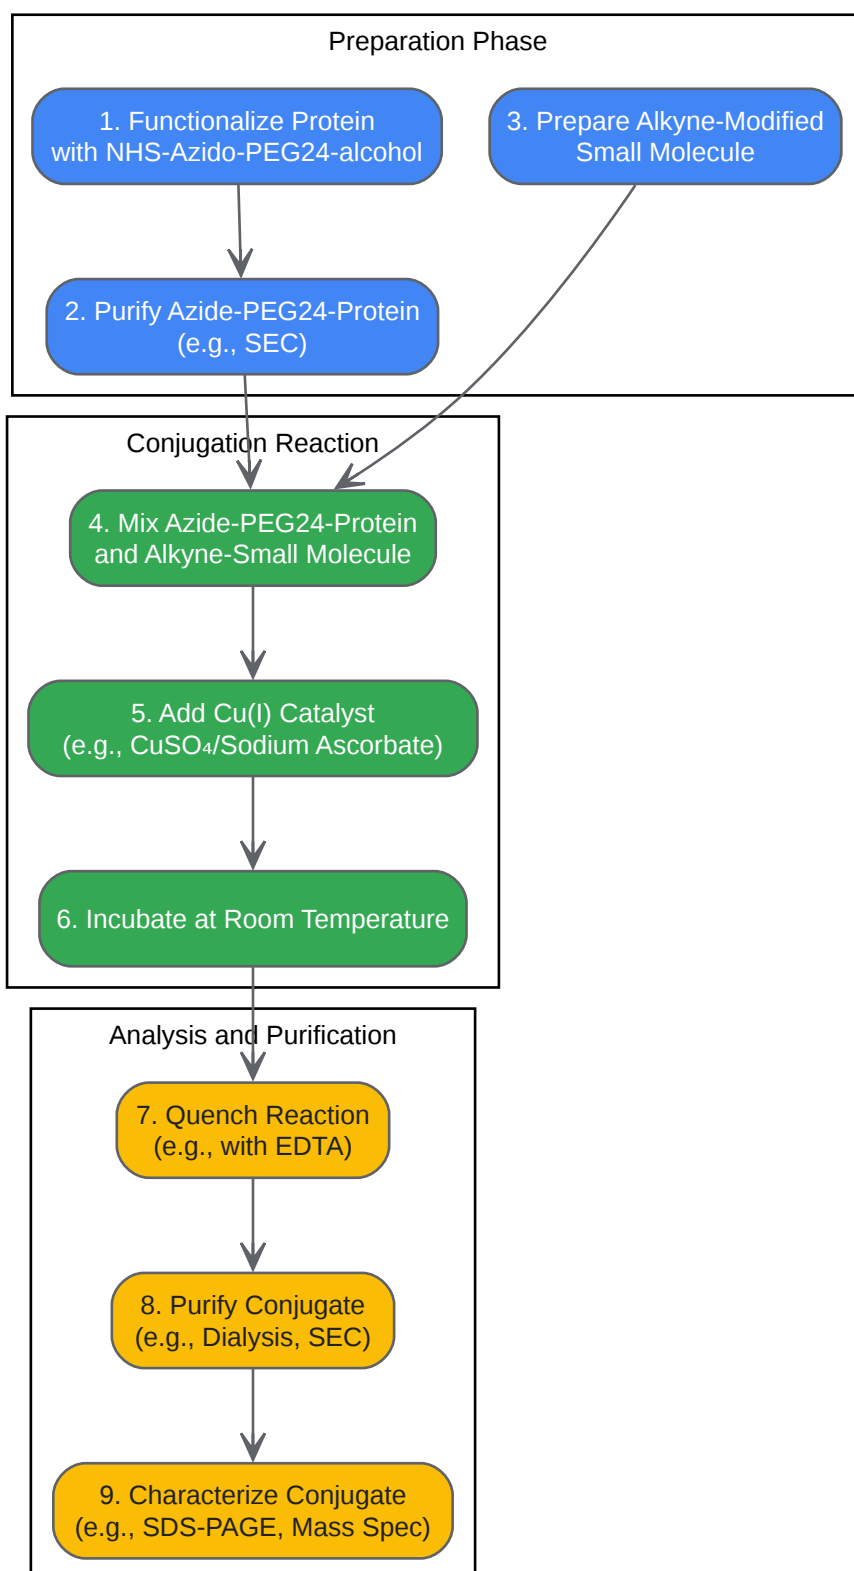 Preparation Phase
1. Functionalize Protein
with NHS-Azido-PEG24-alcohol
3. Prepare Alkyne-Modified
Small Molecule
2. Purify Azide-PEG24-Protein
(e.g., SEC)
Conjugation Reaction
4. Mix Azide-PEG24-Protein
and Alkyne-Small Molecule
5. Add Cu(I) Catalyst
(e.g., CuSO₄/Sodium Ascorbate)
6. Incubate at Room Temperature
Analysis and Purification
7. Quench Reaction
(e.g., with EDTA)
8. Purify Conjugate
(e.g., Dialysis, SEC)
9. Characterize Conjugate
(e.g., SDS-PAGE, Mass Spec)